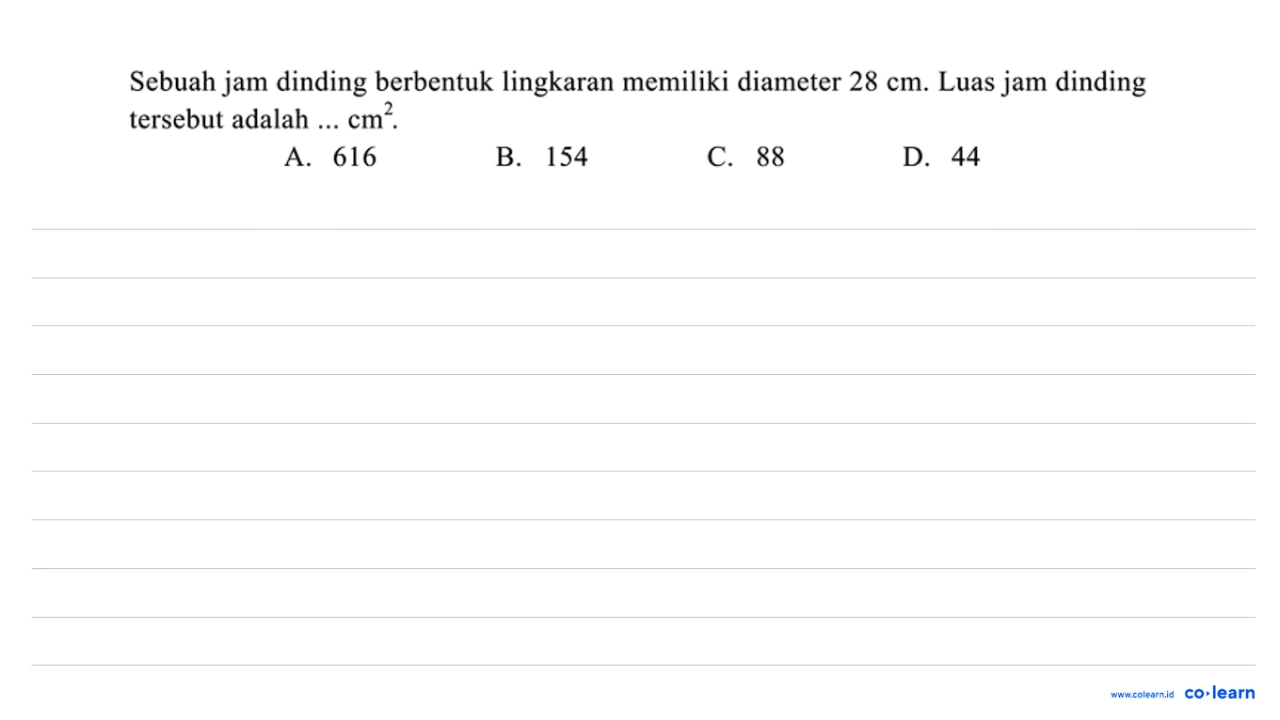 Sebuah jam dinding berbentuk lingkaran memiliki diameter 28 cm. Luas jam dinding
tersebut adalah ... cm².
A. 616 B. 154 C. 88 D. 44
www.colearn.id co·learn